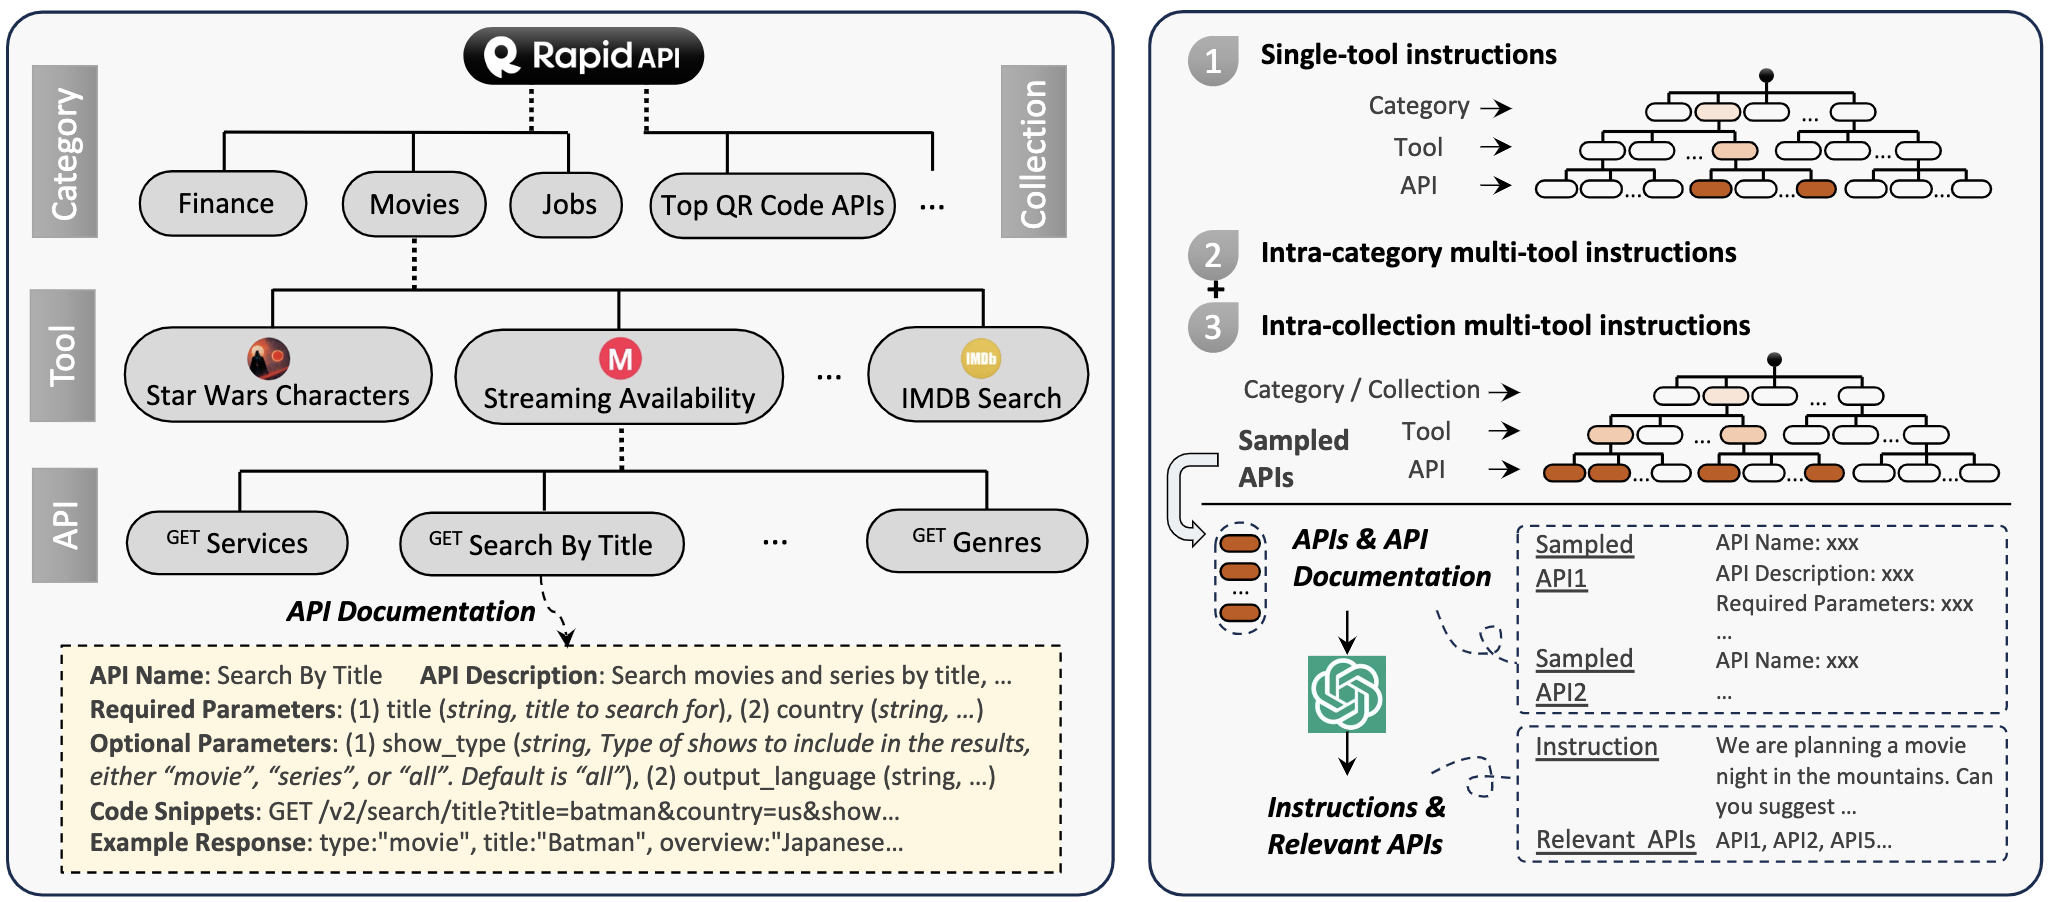 Rapid API
Category
Collection
Finance
Movies
Jobs
Top QR Code APIs
...
Tool
Star Wars Characters
M
Streaming Availability
...
IMDb
IMDB Search
API
GET Services
GET Search By Title
...
GET Genres
API Documentation
API Name: Search By Title API Description: Search movies and series by title, ...
Required Parameters: (1) title (string, title to search for), (2) country (string, ...)
Optional Parameters: (1) show_type (string, Type of shows to include in the results,
either “movie”, “series”, or “all”. Default is “all”), (2) output_language (string, ...)
Code Snippets: GET /v2/search/title?title=batman&country=us&show...
Example Response: type:"movie", title:"Batman", overview:"Japanese...
1 Single-tool instructions
Category
...
Tool
... ...
API
... ... ...
2 Intra-category multi-tool instructions
+
3 Intra-collection multi-tool instructions
Category / Collection
...
Tool
... ...
API
... ... ...
Sampled
APIs
...
APIs & API
Documentation
Sampled
API1
API Name: xxx
API Description: xxx
Required Parameters: xxx
...
Sampled
API2
API Name: xxx
...
Instructions &
Relevant APIs
Instruction
We are planning a movie
night in the mountains. Can
you suggest ...
Relevant APIs
API1, API2, API5...